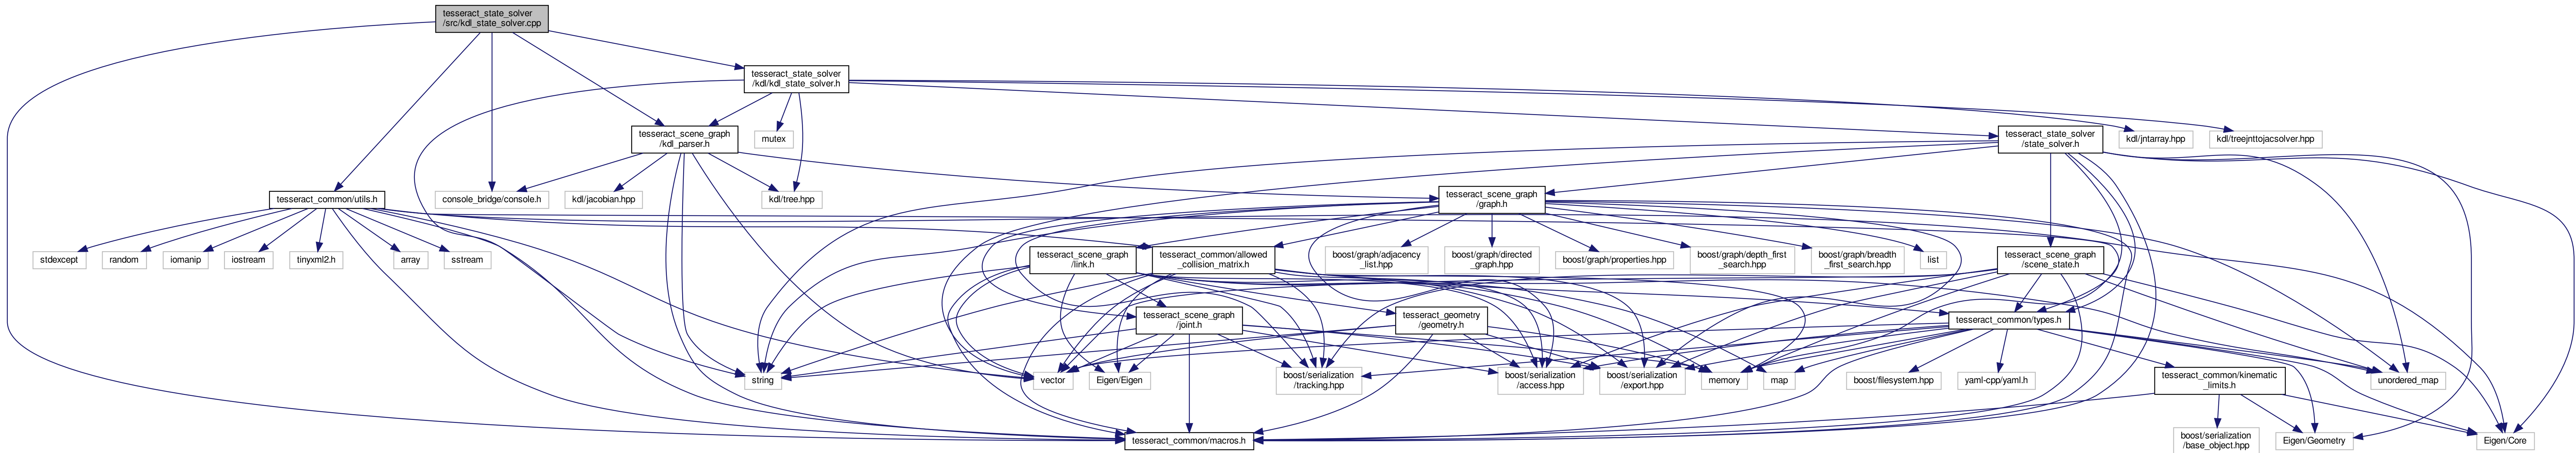 tesseract_state_solver
/src/kdl_state_solver.cpp
tesseract_state_solver
/kdl/kdl_state_solver.h
tesseract_scene_graph
/kdl_parser.h
mutex
tesseract_state_solver
/state_solver.h
kdl/jntarray.hpp
kdl/treejnttojacsolver.hpp
tesseract_common/utils.h
console_bridge/console.h
kdl/jacobian.hpp
kdl/tree.hpp
tesseract_scene_graph
/graph.h
stdexcept
random
iomanip
iostream
tinyxml2.h
array
sstream
tesseract_scene_graph
/link.h
tesseract_common/allowed
_collision_matrix.h
boost/graph/adjacency
_list.hpp
boost/graph/directed
_graph.hpp
boost/graph/properties.hpp
boost/graph/depth_first
_search.hpp
boost/graph/breadth
_first_search.hpp
list
tesseract_scene_graph
/scene_state.h
tesseract_scene_graph
/joint.h
tesseract_geometry
/geometry.h
tesseract_common/types.h
string
vector
Eigen/Eigen
boost/serialization
/tracking.hpp
boost/serialization
/access.hpp
boost/serialization
/export.hpp
memory
map
boost/filesystem.hpp
yaml-cpp/yaml.h
tesseract_common/kinematic
_limits.h
unordered_map
tesseract_common/macros.h
boost/serialization
/base_object.hpp
Eigen/Geometry
Eigen/Core